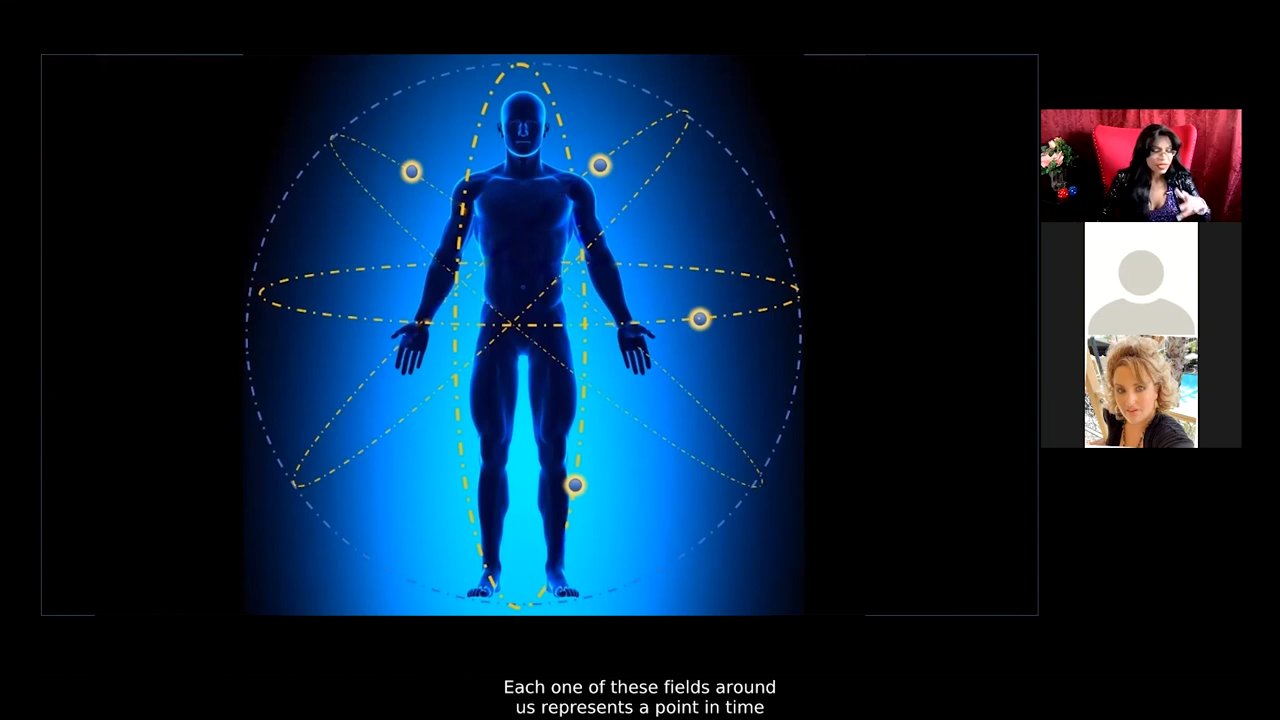 Each one of these fields around
us represents a point in time